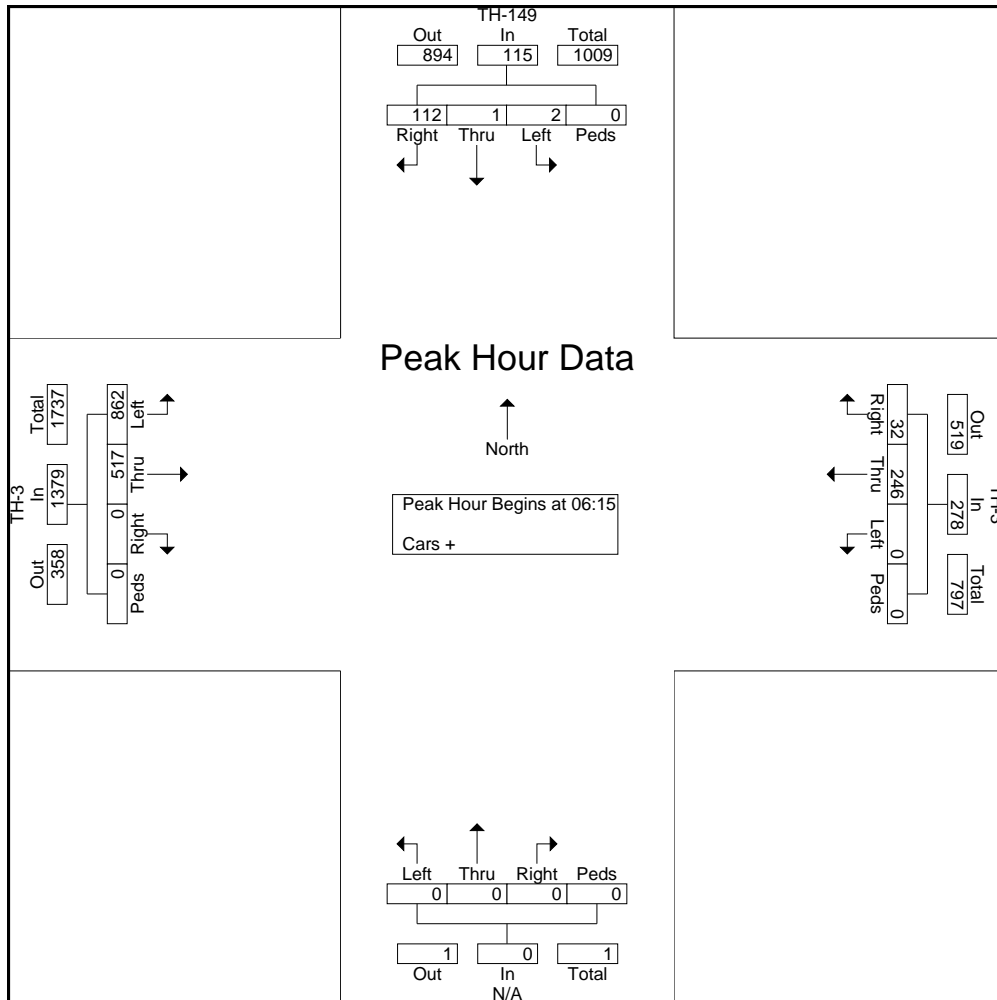 TH-149
Out In Total
894 115 1009
112 1 2 0
Right Thru Left Peds
Peak Hour Data
North
Peak Hour Begins at 06:15
Cars +
TH-3
Total In Out
1737 1379 358
862 517 0 0
Left Thru Right Peds
Right Thru Left Peds
32 246 0 0
519 278 797
Out In Total
TH-3
Left Thru Right Peds
0 0 0 0
1 0 1
Out In Total
N/A